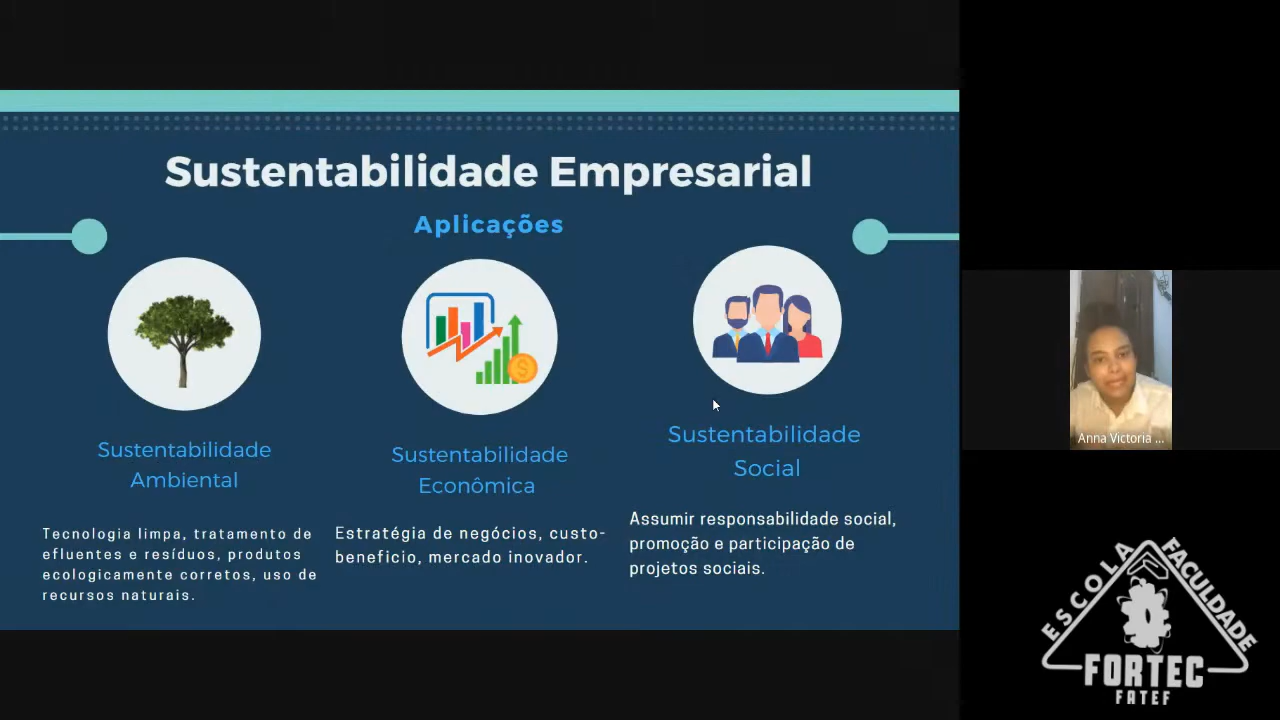 Sustentabilidade Empresarial
Aplicações
Sustentabilidade
Ambiental
Tecnologia limpa, tratamento de
efluentes e resíduos, produtos
ecologicamente corretos, uso de
recursos naturais.
Sustentabilidade
Econômica
Estratégia de negócios, custo-
beneficio, mercado inovador.
Sustentabilidade
Social
Assumir responsabilidade social,
promoção e participação de
projetos sociais.
Anna Victoria ...
ESCOLA
FACULDADE
FORTEC
FATEF